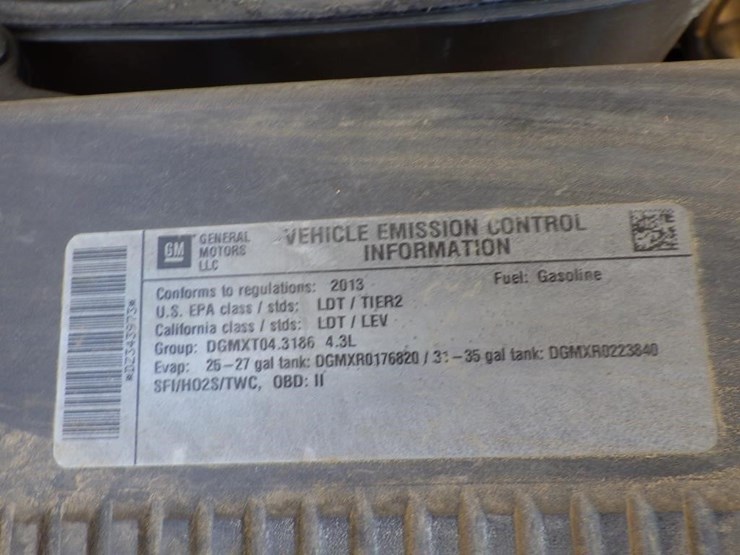 GM GENERAL MOTORS LLC
VEHICLE EMISSION CONTROL
INFORMATION
Conforms to regulations: 2013
Fuel: Gasoline
U.S. EPA class / stds: LDT / TIER2
California class / stds: LDT / LEV
Group: DGMXT04.3186 4.3L
Evap: 25-27 gal tank: DGMXR0176820 / 31-35 gal tank: DGMXR0223840
SFI/HO2S/TWC, OBD: II
*DZ343973*